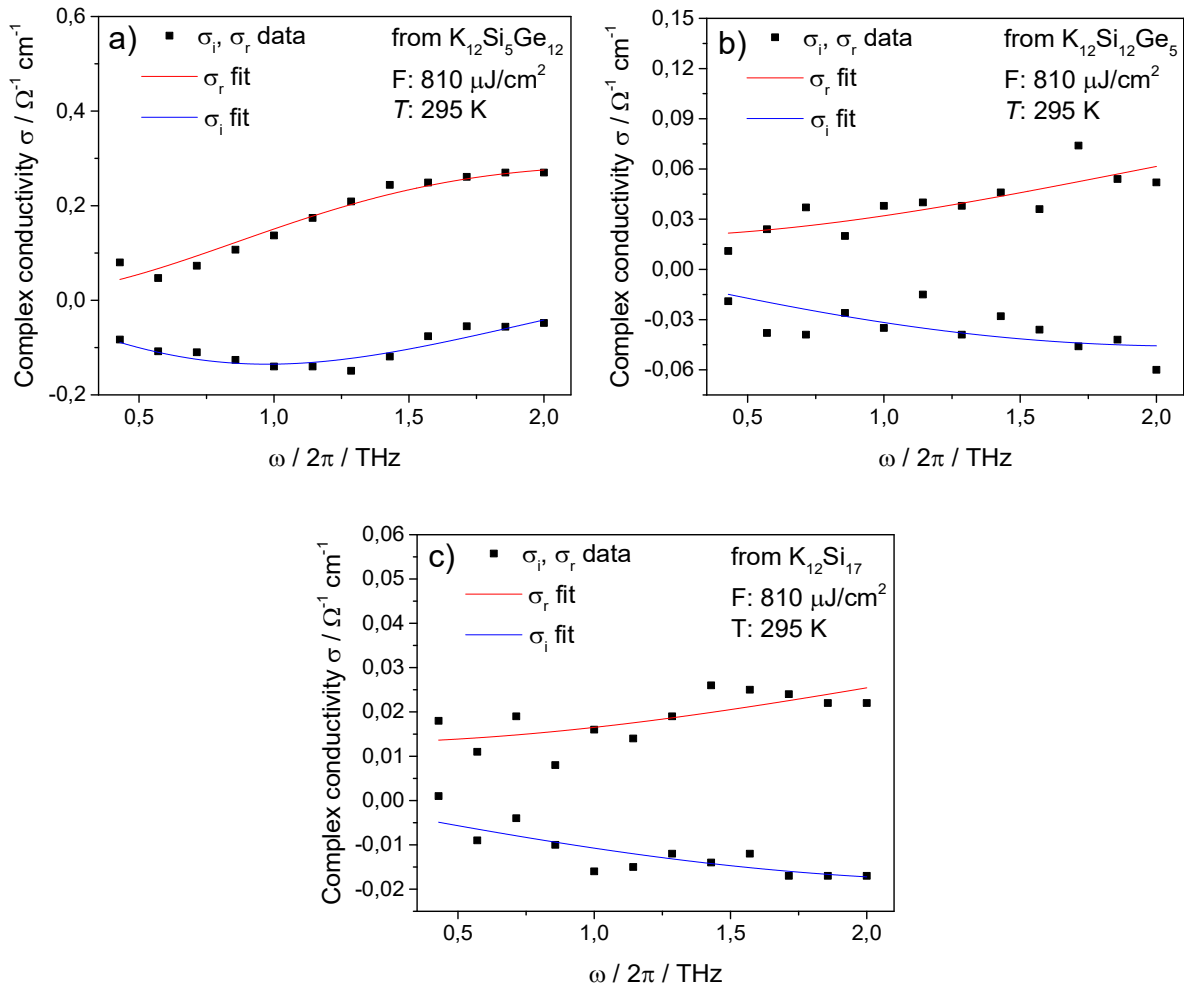 a)
σᵢ, σᵣ data
σᵣ fit
σᵢ fit
from K₁₂Si₅Ge₁₂
F: 810 μJ/cm²
T: 295 K
Complex conductivity σ / Ω⁻¹ cm⁻¹
0,6
0,4
0,2
0,0
-0,2
0,5
1,0
1,5
2,0
ω / 2π / THz
b)
σᵢ, σᵣ data
σᵣ fit
σᵢ fit
from K₁₂Si₁₂Ge₅
F: 810 μJ/cm²
T: 295 K
Complex conductivity σ / Ω⁻¹ cm⁻¹
0,15
0,12
0,09
0,06
0,03
0,00
-0,03
-0,06
0,5
1,0
1,5
2,0
ω / 2π / THz
c)
σᵢ, σᵣ data
σᵣ fit
σᵢ fit
from K₁₂Si₁₇
F: 810 μJ/cm²
T: 295 K
Complex conductivity σ / Ω⁻¹ cm⁻¹
0,06
0,05
0,04
0,03
0,02
0,01
0,00
-0,01
-0,02
0,5
1,0
1,5
2,0
ω / 2π / THz